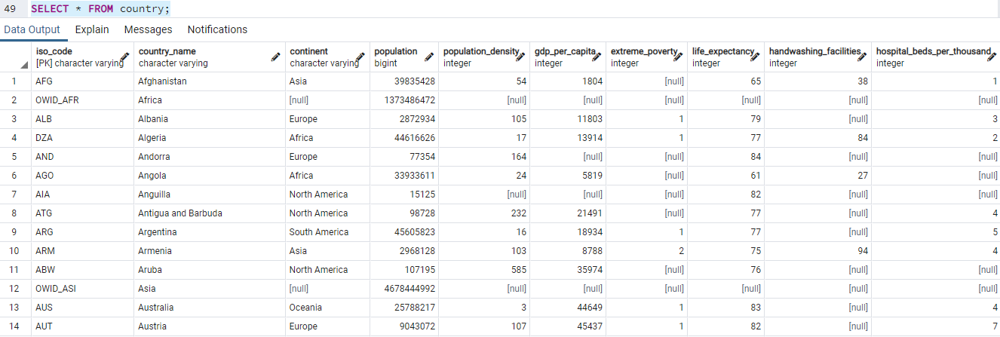 49 SELECT * FROM country;
Data Output Explain Messages Notifications
iso_code country_name continent population population_density gdp_per_capita extreme_poverty life_expectancy handwashing_facilities hospital_beds_per_thousand
[PK] character varying character varying character varying bigint integer integer integer integer integer integer
1 AFG Afghanistan Asia 39835428 54 1804 [null] 65 38 1
2 OWID_AFR Africa [null] 1373486472 [null] [null] [null] [null] [null] [null]
3 ALB Albania Europe 2872934 105 11803 1 79 [null] 3
4 DZA Algeria Africa 44616626 17 13914 1 77 84 2
5 AND Andorra Europe 77354 164 [null] [null] 84 [null] [null]
6 AGO Angola Africa 33933611 24 5819 [null] 61 27 [null]
7 AIA Anguilla North America 15125 [null] [null] [null] 82 [null] [null]
8 ATG Antigua and Barbuda North America 98728 232 21491 [null] 77 [null] 4
9 ARG Argentina South America 45605823 16 18934 1 77 [null] 5
10 ARM Armenia Asia 2968128 103 8788 2 75 94 4
11 ABW Aruba North America 107195 585 35974 [null] 76 [null] [null]
12 OWID_ASI Asia [null] 4678444992 [null] [null] [null] [null] [null] [null]
13 AUS Australia Oceania 25788217 3 44649 1 83 [null] 4
14 AUT Austria Europe 9043072 107 45437 1 82 [null] 7